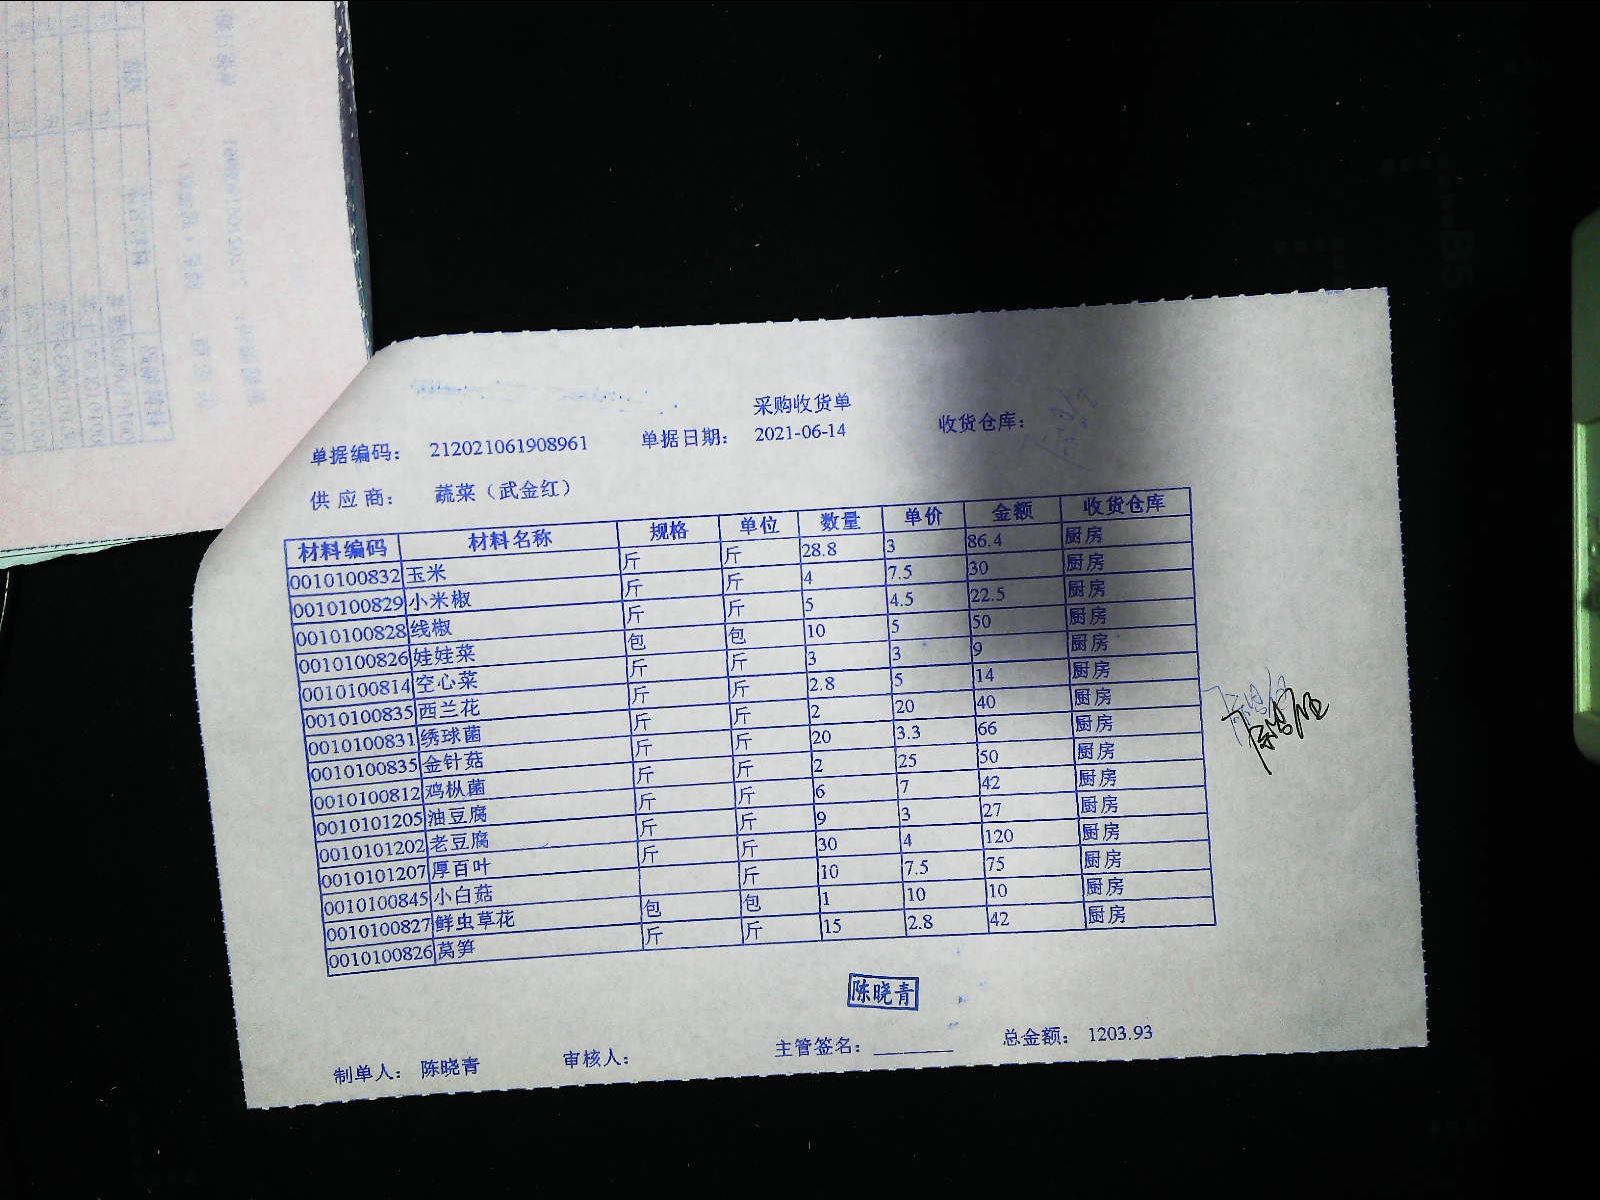 采购收货单
单据编码： 212021061908961 单据日期： 2021-06-14 收货仓库：
供 应 商： 蔬菜（武金红）
材料编码 材料名称 规格 单位 数量 单价 金额 收货仓库
0010100832 玉米 斤 斤 28.8 3 86.4 厨房
0010100829 小米椒 斤 斤 4 7.5 30 厨房
0010100828 线椒 斤 斤 5 4.5 22.5 厨房
0010100826 娃娃菜 包 包 10 5 50 厨房
0010100814 空心菜 斤 斤 3 3 9 厨房
0010100835 西兰花 斤 斤 2.8 5 14 厨房
0010100831 绣球菌 斤 斤 2 20 40 厨房
0010100835 金针菇 斤 斤 20 3.3 66 厨房
0010100812 鸡枞菌 斤 斤 2 25 50 厨房
0010101205 油豆腐 斤 斤 6 7 42 厨房
0010101202 老豆腐 斤 斤 9 3 27 厨房
0010101207 厚百叶 斤 斤 30 4 120 厨房
0010100845 小白菇 斤 10 7.5 75 厨房
0010100827 鲜虫草花 包 包 1 10 10 厨房
0010100826 莴笋 斤 斤 15 2.8 42 厨房
陈晓青
制单人： 陈晓青 审核人： 主管签名：________ 总金额： 1203.93